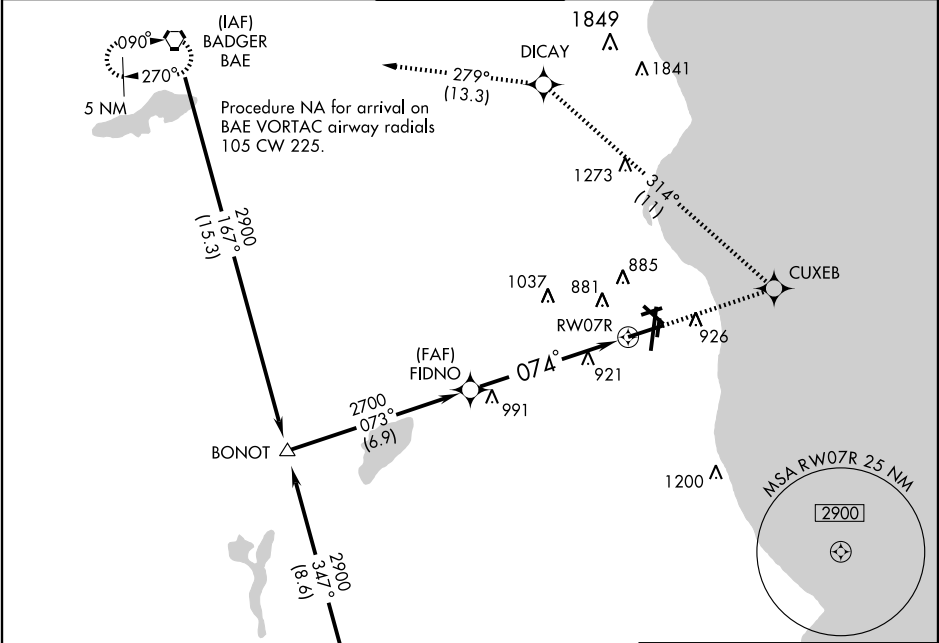 (IAF)
BADGER
BAE
090°
270°
5 NM
Procedure NA for arrival on
BAE VORTAC airway radials
105 CW 225.
279°
(13.3)
DICAY
1849
1841
1273
314°
(11)
2900
167°
(15.3)
CUXEB
1037
881
885
RW07R
926
(FAF)
FIDNO
074°
921
991
2700
073°
(6.9)
BONOT
1200
MSA RW07R 25 NM
2900
2900
347°
(8.6)